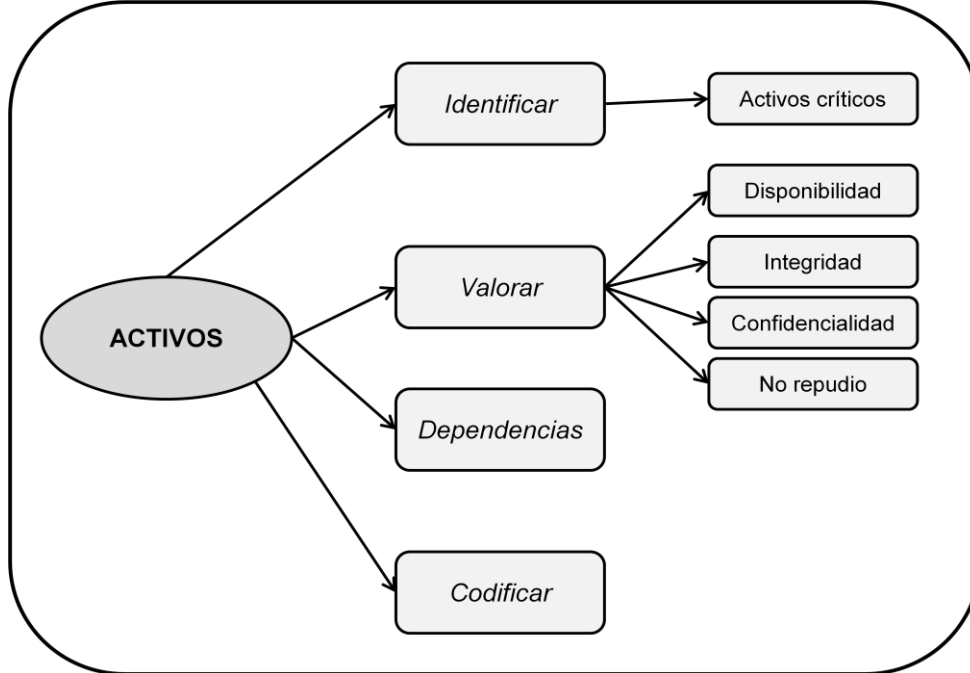 Identificar
Activos críticos
Disponibilidad
Valorar
Integridad
Confidencialidad
No repudio
ACTIVOS
Dependencias
Codificar